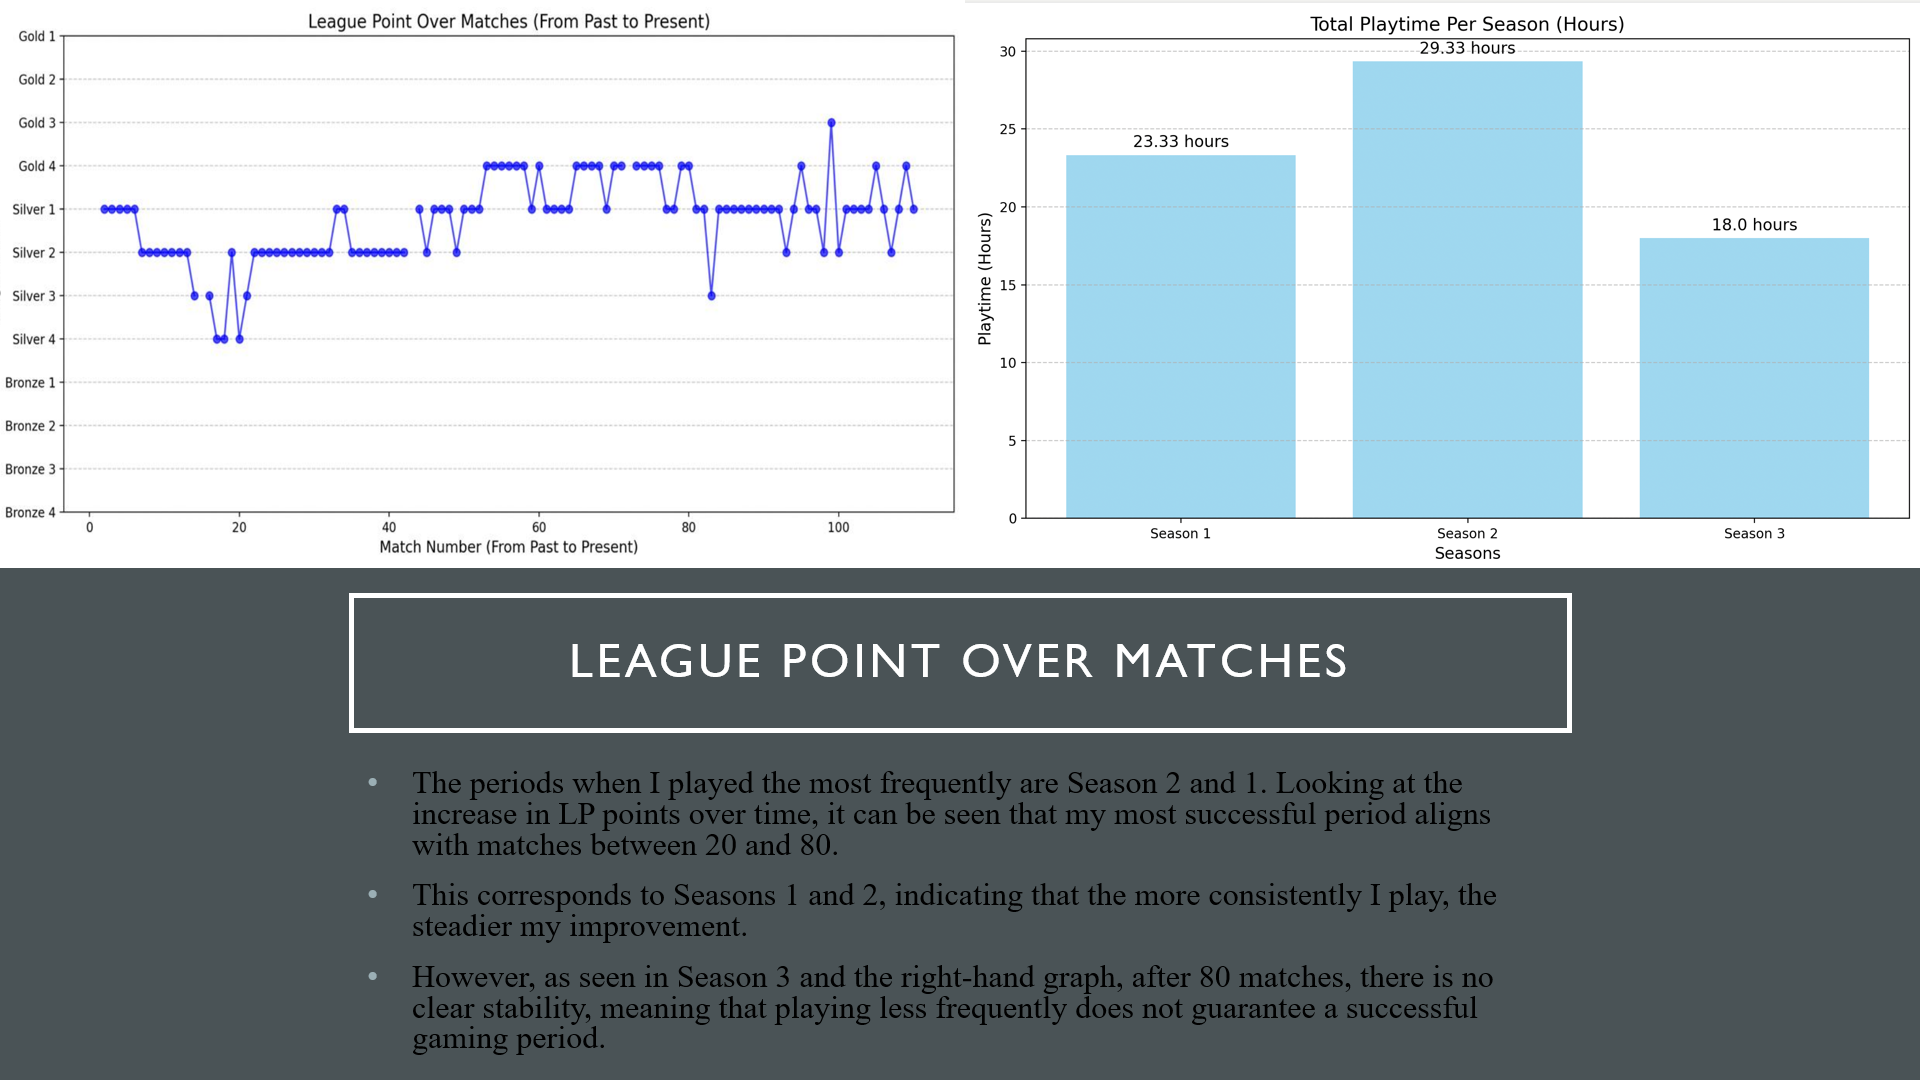 League Point Over Matches (From Past to Present)
Gold 1
Gold 2
Gold 3
Gold 4
Silver 1
Silver 2
Silver 3
Silver 4
Bronze 1
Bronze 2
Bronze 3
Bronze 4
0 20 40 60 80 100
Match Number (From Past to Present)
Total Playtime Per Season (Hours)
Playtime (Hours)
30
25
20
15
10
5
0
23.33 hours
29.33 hours
18.0 hours
Season 1 Season 2 Season 3
Seasons
LEAGUE POINT OVER MATCHES
• The periods when I played the most frequently are Season 2 and 1. Looking at the
increase in LP points over time, it can be seen that my most successful period aligns
with matches between 20 and 80.
• This corresponds to Seasons 1 and 2, indicating that the more consistently I play, the
steadier my improvement.
• However, as seen in Season 3 and the right-hand graph, after 80 matches, there is no
clear stability, meaning that playing less frequently does not guarantee a successful
gaming period.